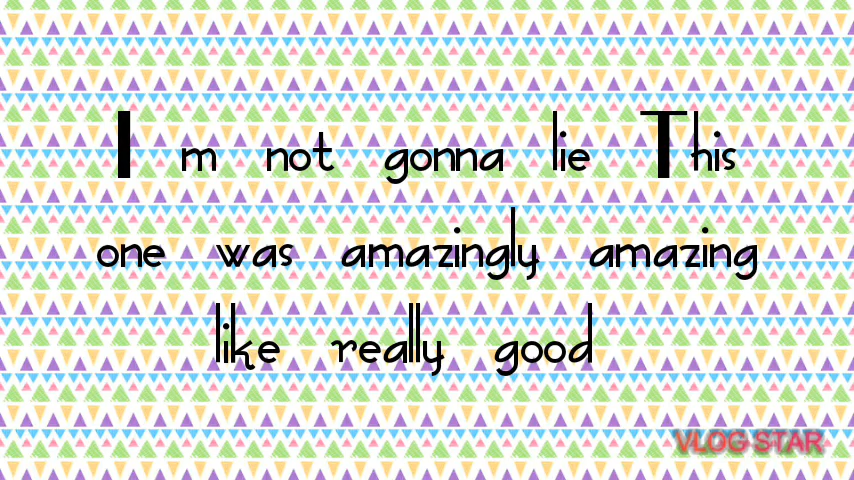 I m not gonna lie This
one was amazingly amazing
like really good
VLOG STAR